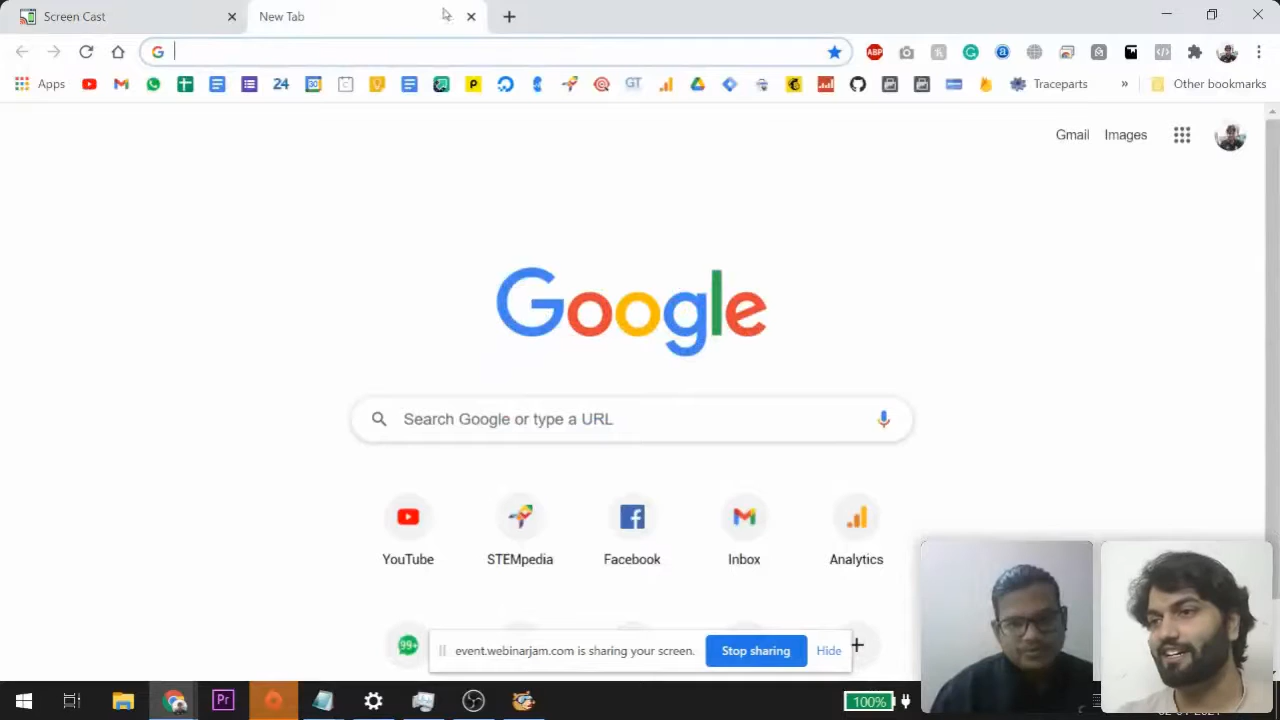 Screen Cast
New Tab
Apps
24
GT
Traceparts
»
Other bookmarks
Gmail
Images
Google
Search Google or type a URL
YouTube
STEMpedia
Facebook
Inbox
Analytics
99+
event.webinarjam.com is sharing your screen.
Stop sharing
Hide
Pr
100%